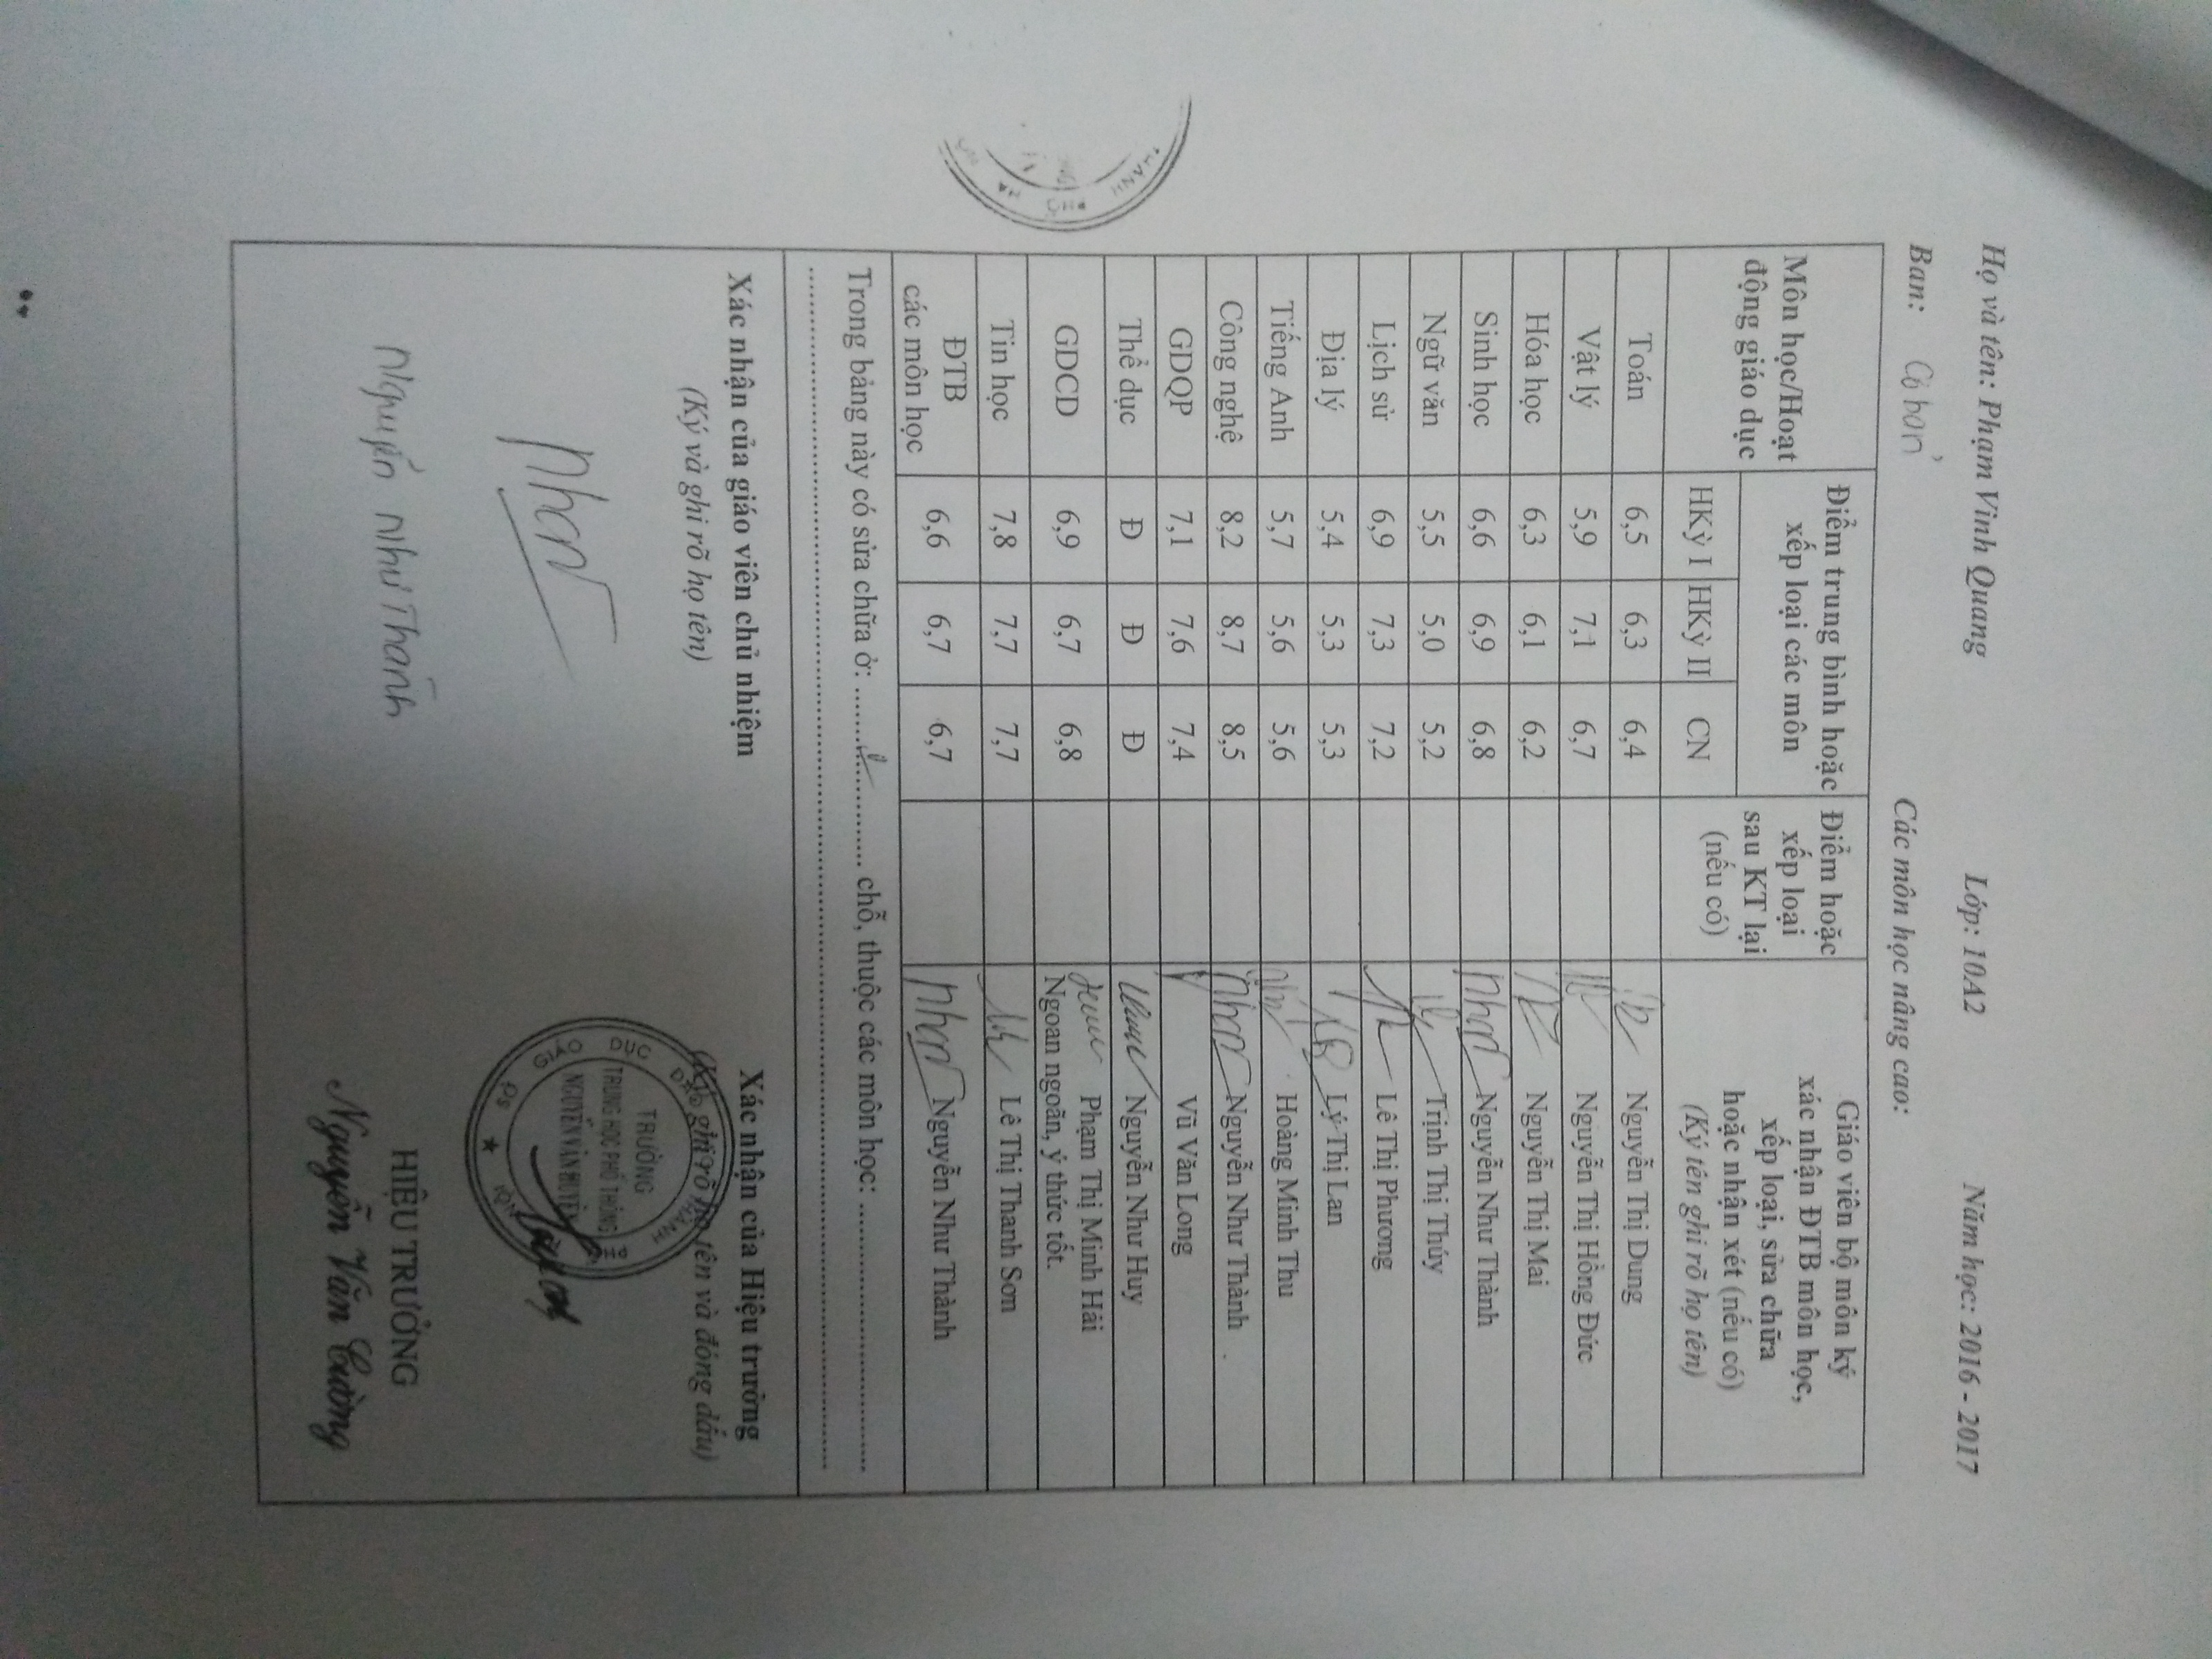 Họ và tên: Phạm Vinh Quang Lớp: 10A2 Năm học: 2016 - 2017
Ban: Cơ bản Các môn học nâng cao:
Môn học/Hoạt động giáo dục
Điểm trung bình hoặc xếp loại các môn
Điểm hoặc xếp loại sau KT lại (nếu có)
Giáo viên bộ môn ký
xác nhận ĐTB môn học,
xếp loại, sửa chữa
hoặc nhận xét (nếu có)
(Ký tên ghi rõ họ tên)
HKỳ I HKỳ II CN
Toán 6,5 6,3 6,4 Nguyễn Thị Dung
Vật lý 5,9 7,1 6,7 Nguyễn Thị Hồng Đức
Hóa học 6,3 6,1 6,2 Nguyễn Thị Mai
Sinh học 6,6 6,9 6,8 Nguyễn Như Thành
Ngữ văn 5,5 5,0 5,2 Trịnh Thị Thúy
Lịch sử 6,9 7,3 7,2 Lê Thị Phương
Địa lý 5,4 5,3 5,3 Lý Thị Lan
Tiếng Anh 5,7 5,6 5,6 Hoàng Minh Thu
Công nghệ 8,2 8,7 8,5 Nguyễn Như Thành
GDQP 7,1 7,6 7,4 Vũ Văn Long
Thể dục Đ Đ Đ Nguyễn Như Huy
GDCD 6,9 6,7 6,8 Phạm Thị Minh Hải
Ngoan ngoãn, ý thức tốt.
Tin học 7,8 7,7 7,7 Lê Thị Thanh Sơn
ĐTB
các môn học 6,6 6,7 6,7 Nguyễn Như Thành
Trong bảng này có sửa chữa ở: ........................ chỗ, thuộc các môn học: ....................................
Xác nhận của giáo viên chủ nhiệm
(Ký và ghi rõ họ tên)
Xác nhận của Hiệu trưởng
(Ký, ghi rõ họ tên và đóng dấu)
THÀNH PHỐ HÀ
SỞ GIÁO DỤC ĐÀO TẠO THÀNH PHỐ HÀ NỘI
TRƯỜNG
TRUNG HỌC PHỔ THÔNG
NGUYỄN VĂN HUYÊN
Nguyễn Như Thành
HIỆU TRƯỞNG
Nguyễn Văn Cường